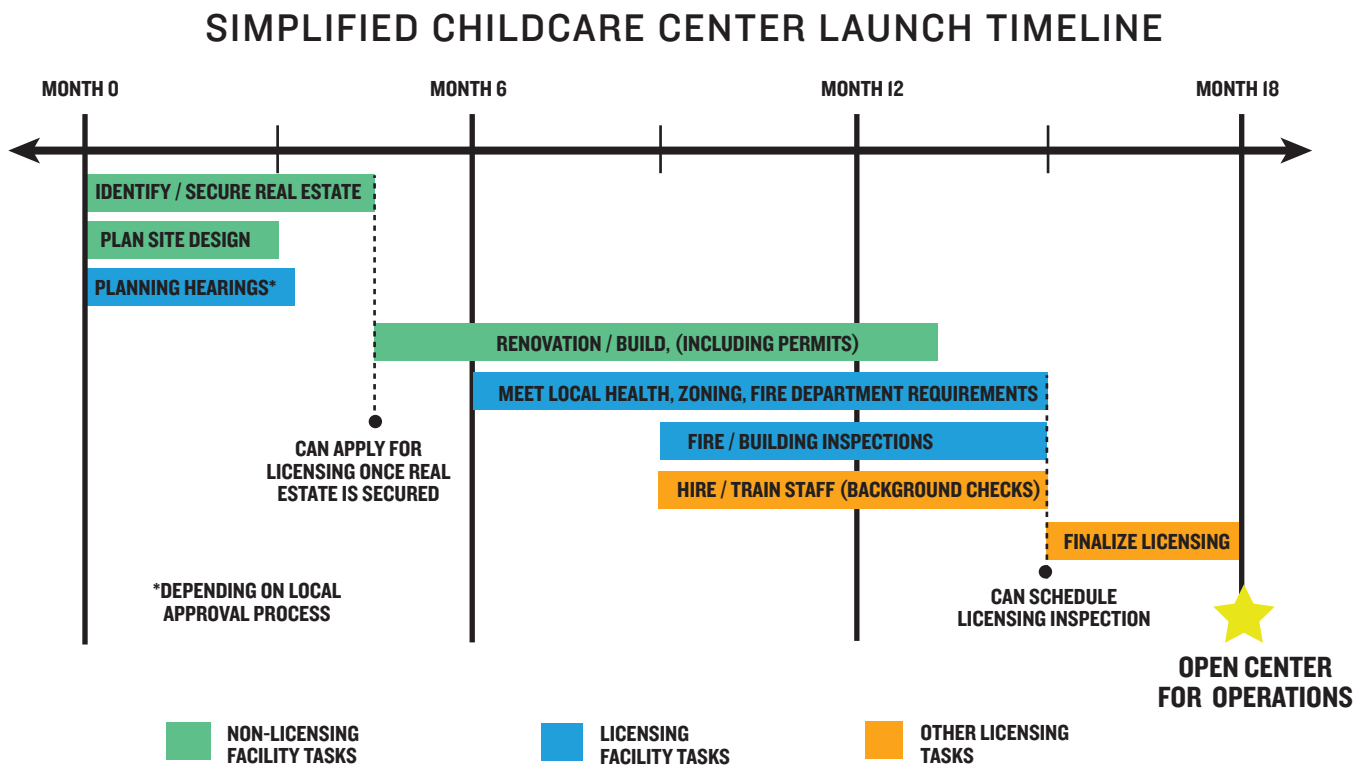 SIMPLIFIED CHILDCARE CENTER LAUNCH TIMELINE
MONTH 0
MONTH 6
MONTH 12
MONTH 18
IDENTIFY / SECURE REAL ESTATE
PLAN SITE DESIGN
PLANNING HEARINGS*
RENOVATION / BUILD, (INCLUDING PERMITS)
MEET LOCAL HEALTH, ZONING, FIRE DEPARTMENT REQUIREMENTS
FIRE / BUILDING INSPECTIONS
CAN APPLY FOR
LICENSING ONCE REAL
ESTATE IS SECURED
HIRE / TRAIN STAFF (BACKGROUND CHECKS)
FINALIZE LICENSING
*DEPENDING ON LOCAL
APPROVAL PROCESS
CAN SCHEDULE
LICENSING INSPECTION
OPEN CENTER
FOR OPERATIONS
NON-LICENSING
FACILITY TASKS
LICENSING
FACILITY TASKS
OTHER LICENSING
TASKS